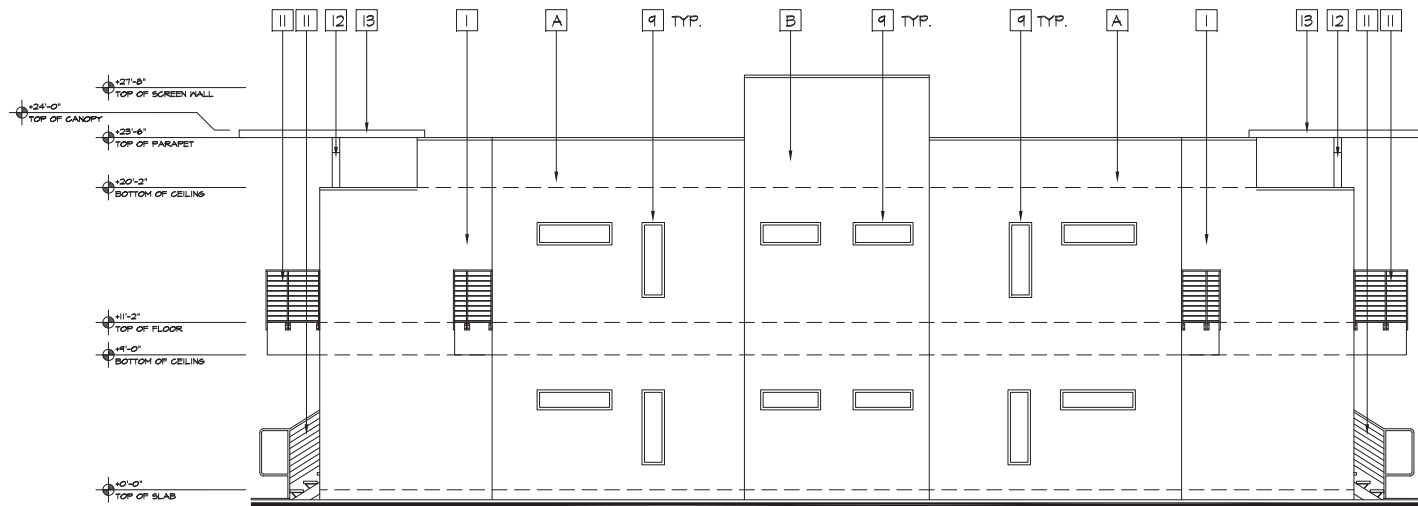 11 11 12 13 1 A 9 TYP. B 9 TYP. 9 TYP. A 1 13 12 11 11
+27'-8"
TOP OF SCREEN WALL
+24'-0"
TOP OF CANOPY
+23'-6"
TOP OF PARAPET
+20'-2"
BOTTOM OF CEILING
+11'-2"
TOP OF FLOOR
+9'-0"
BOTTOM OF CEILING
+0'-0"
TOP OF SLAB